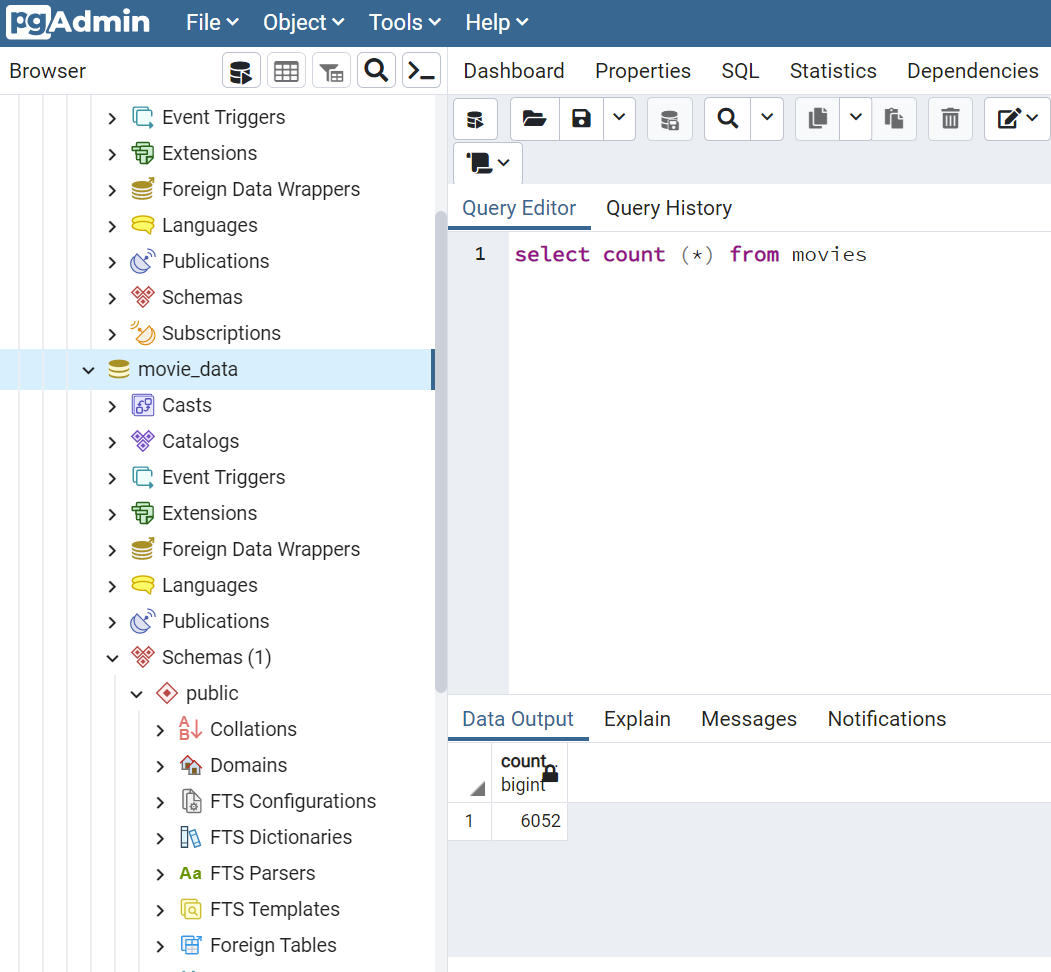 pgAdmin File Object Tools Help
Browser
Dashboard Properties SQL Statistics Dependencies
Event Triggers
Extensions
Foreign Data Wrappers
Languages
Publications
Schemas
Subscriptions
movie_data
Casts
Catalogs
Event Triggers
Extensions
Foreign Data Wrappers
Languages
Publications
Schemas (1)
public
Collations
Domains
FTS Configurations
FTS Dictionaries
Aa FTS Parsers
FTS Templates
Foreign Tables
Query Editor Query History
1 select count (*) from movies
Data Output Explain Messages Notifications
count
bigint
1 6052